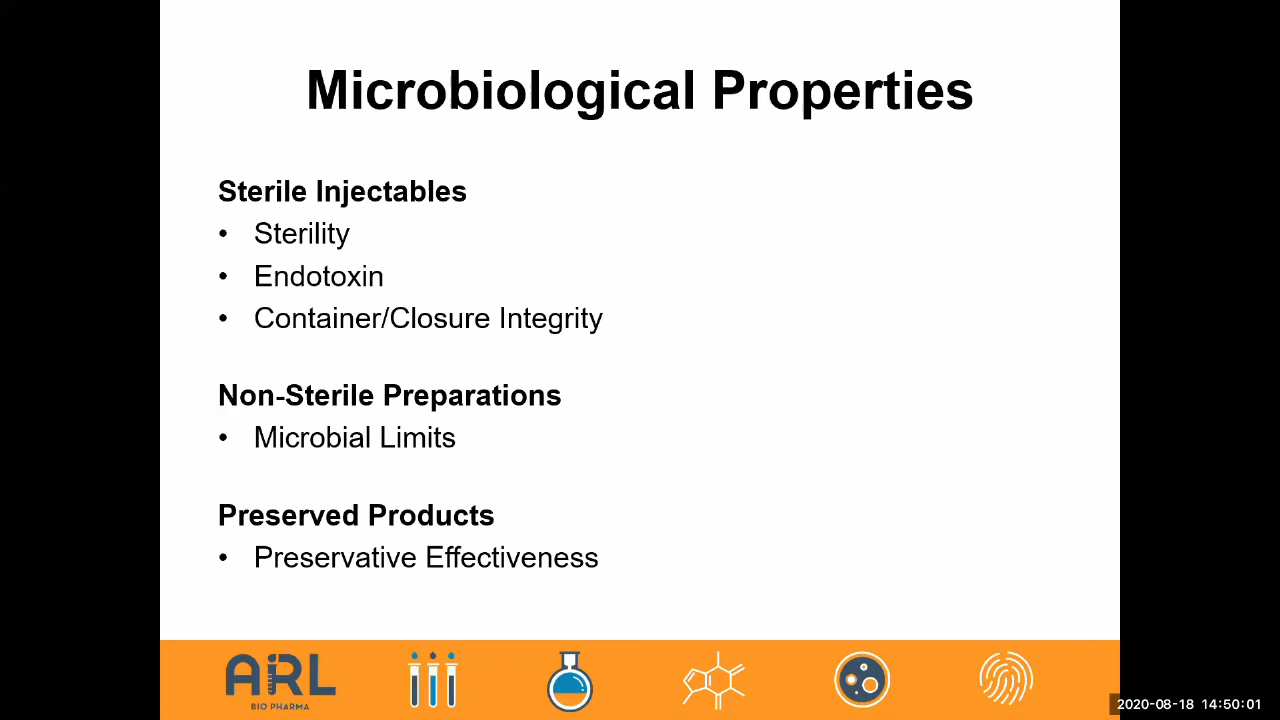 Microbiological Properties
Sterile Injectables
• Sterility
• Endotoxin
• Container/Closure Integrity
Non-Sterile Preparations
• Microbial Limits
Preserved Products
• Preservative Effectiveness
ARL
BIO PHARMA
2020-08-18 14:50:01